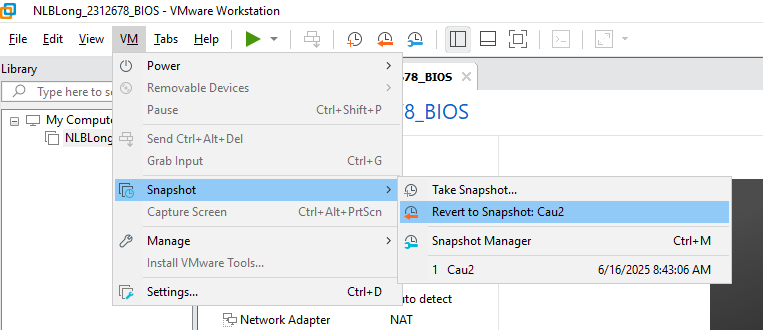 NLBLong_2312678_BIOS - VMware Workstation
File Edit View VM Tabs Help
Library
Type here to se
My Compute
NLBLong
678_BIOS
78_BIOS
Power
Removable Devices
Pause Ctrl+Shift+P
Send Ctrl+Alt+Del
Grab Input Ctrl+G
Snapshot
Capture Screen Ctrl+Alt+PrtScn
Manage
Install VMware Tools...
Settings... Ctrl+D
Take Snapshot...
Revert to Snapshot: Cau2
Snapshot Manager Ctrl+M
1 Cau2 6/16/2025 8:43:06 AM
uto detect
Network Adapter NAT